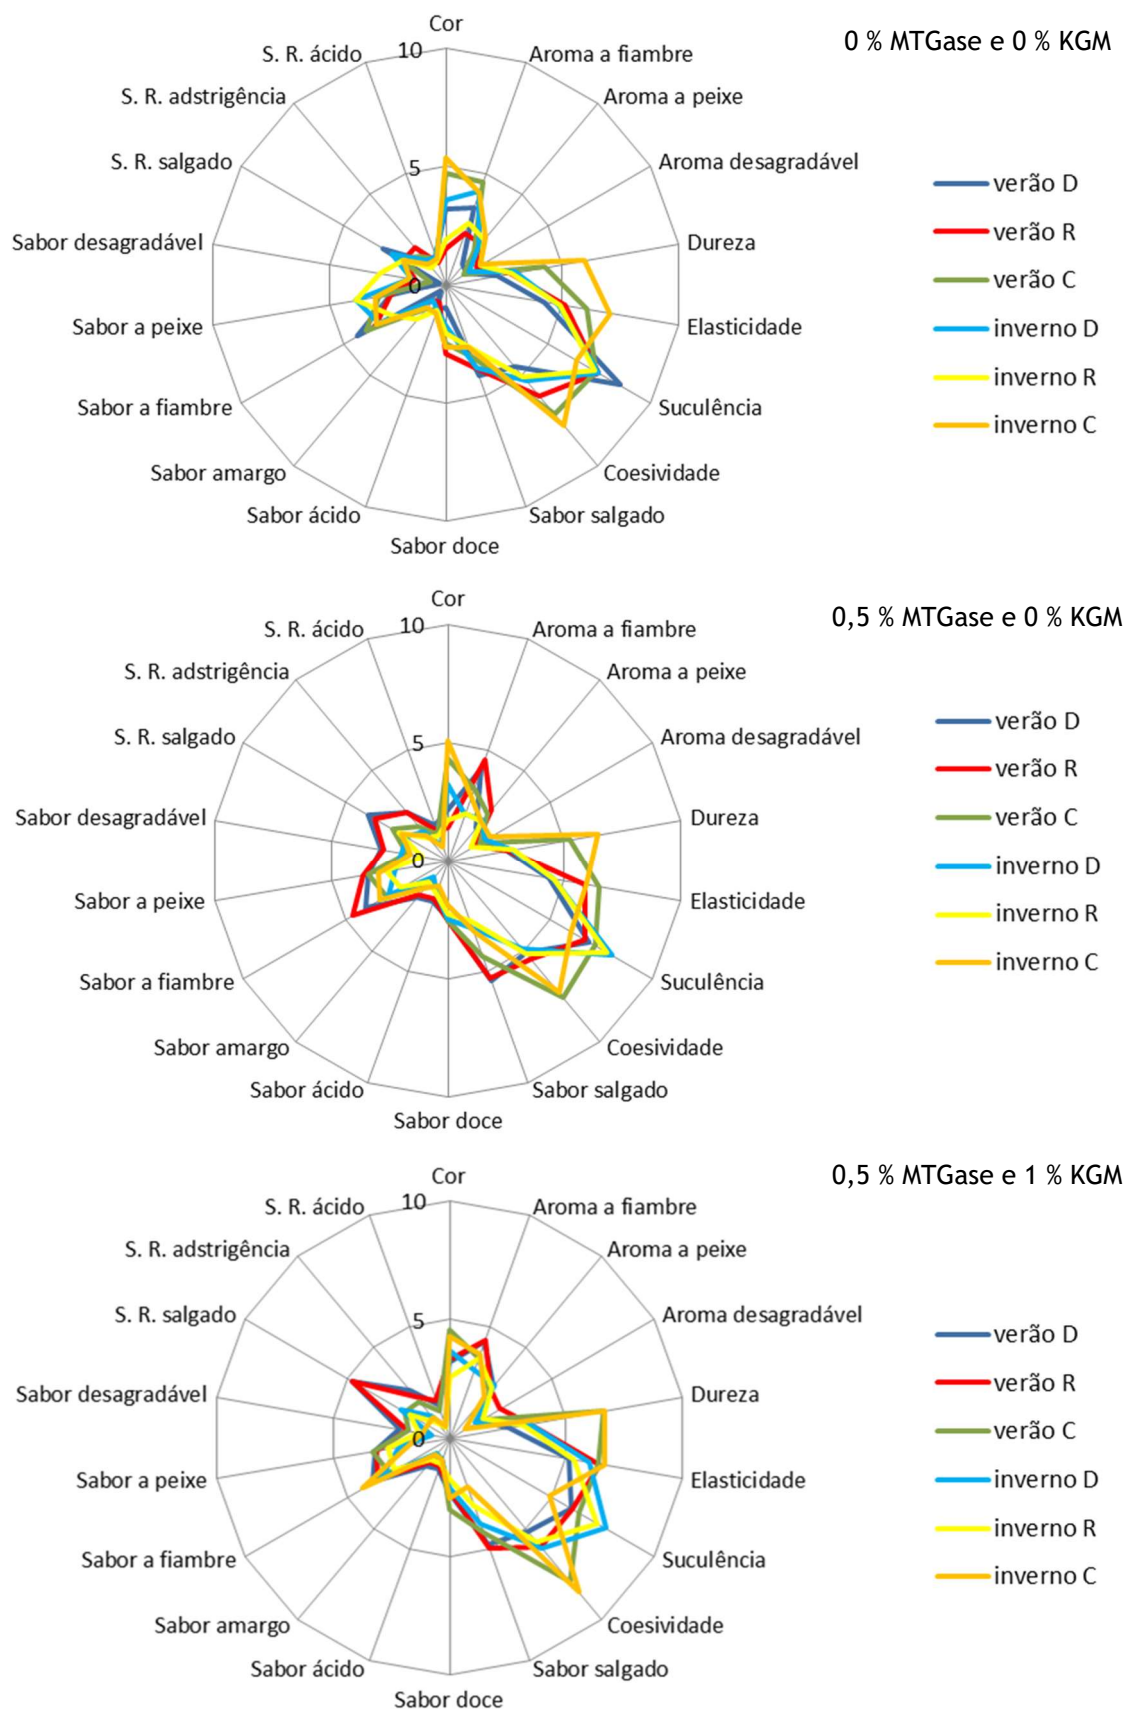 Cor
0 % MTGase e 0 % KGM
10
S. R. ácido
Aroma a fiambre
S. R. adstrigência
Aroma a peixe
S. R. salgado
5
Aroma desagradável
verão D
verão R
Sabor desagradável
Dureza
verão C
0
inverno D
Sabor a peixe
Elasticidade
inverno R
Sabor a fiambre
Suculência
inverno C
Sabor amargo
Coesividade
Sabor ácido
Sabor salgado
Sabor doce
Cor
0,5 % MTGase e 0 % KGM
10
S. R. ácido
Aroma a fiambre
S. R. adstrigência
Aroma a peixe
verão D
S. R. salgado
5
Aroma desagradável
verão R
Sabor desagradável
Dureza
verão C
0
inverno D
Sabor a peixe
Elasticidade
inverno R
inverno C
Sabor a fiambre
Suculência
Sabor amargo
Coesividade
Sabor ácido
Sabor salgado
Sabor doce
Cor
0,5 % MTGase e 1 % KGM
10
S. R. ácido
Aroma a fiambre
S. R. adstrigência
Aroma a peixe
S. R. salgado
5
Aroma desagradável
verão D
verão R
Sabor desagradável
Dureza
verão C
0
inverno D
Sabor a peixe
Elasticidade
inverno R
Sabor a fiambre
Suculência
inverno C
Sabor amargo
Coesividade
Sabor ácido
Sabor salgado
Sabor doce